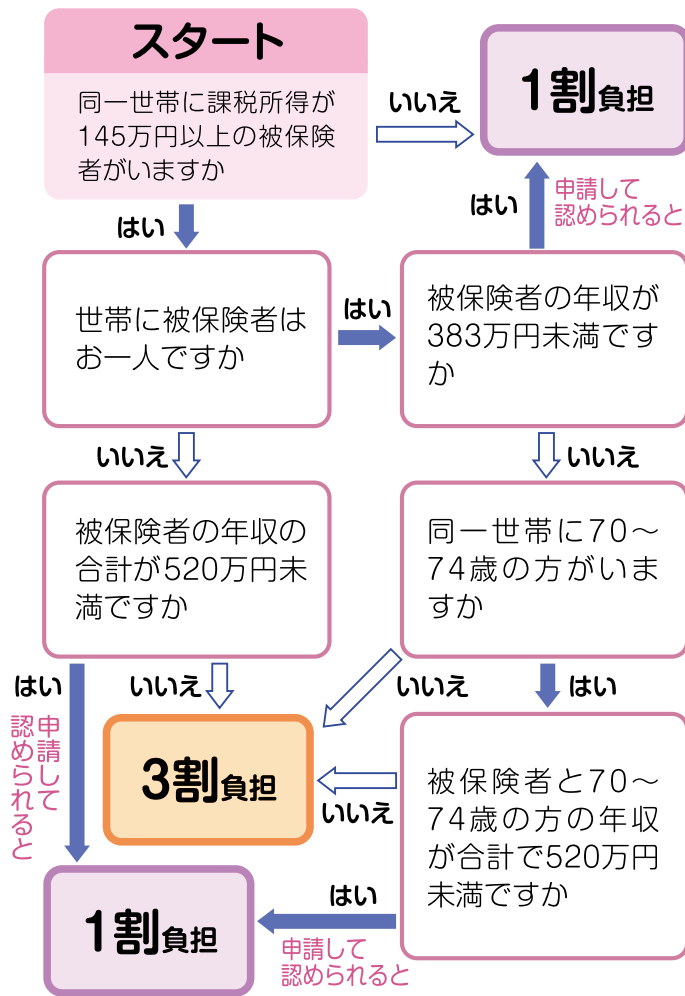 スタート
同一世帯に課税所得が
145万円以上の被保険
者がいますか
いいえ
1割負担
はい
世帯に被保険者は
お一人ですか
はい
被保険者の年収が
383万円未満です
か
はい
申請して
認められると
いいえ
被保険者の年収の
合計が520万円未
満ですか
いいえ
同一世帯に70〜
74歳の方がいま
すか
はい
申請して
認められると
いいえ
3割負担
いいえ
はい
被保険者と70〜
74歳の方の年収
が合計で520万円
未満ですか
いいえ
はい
申請して
認められると
1割負担